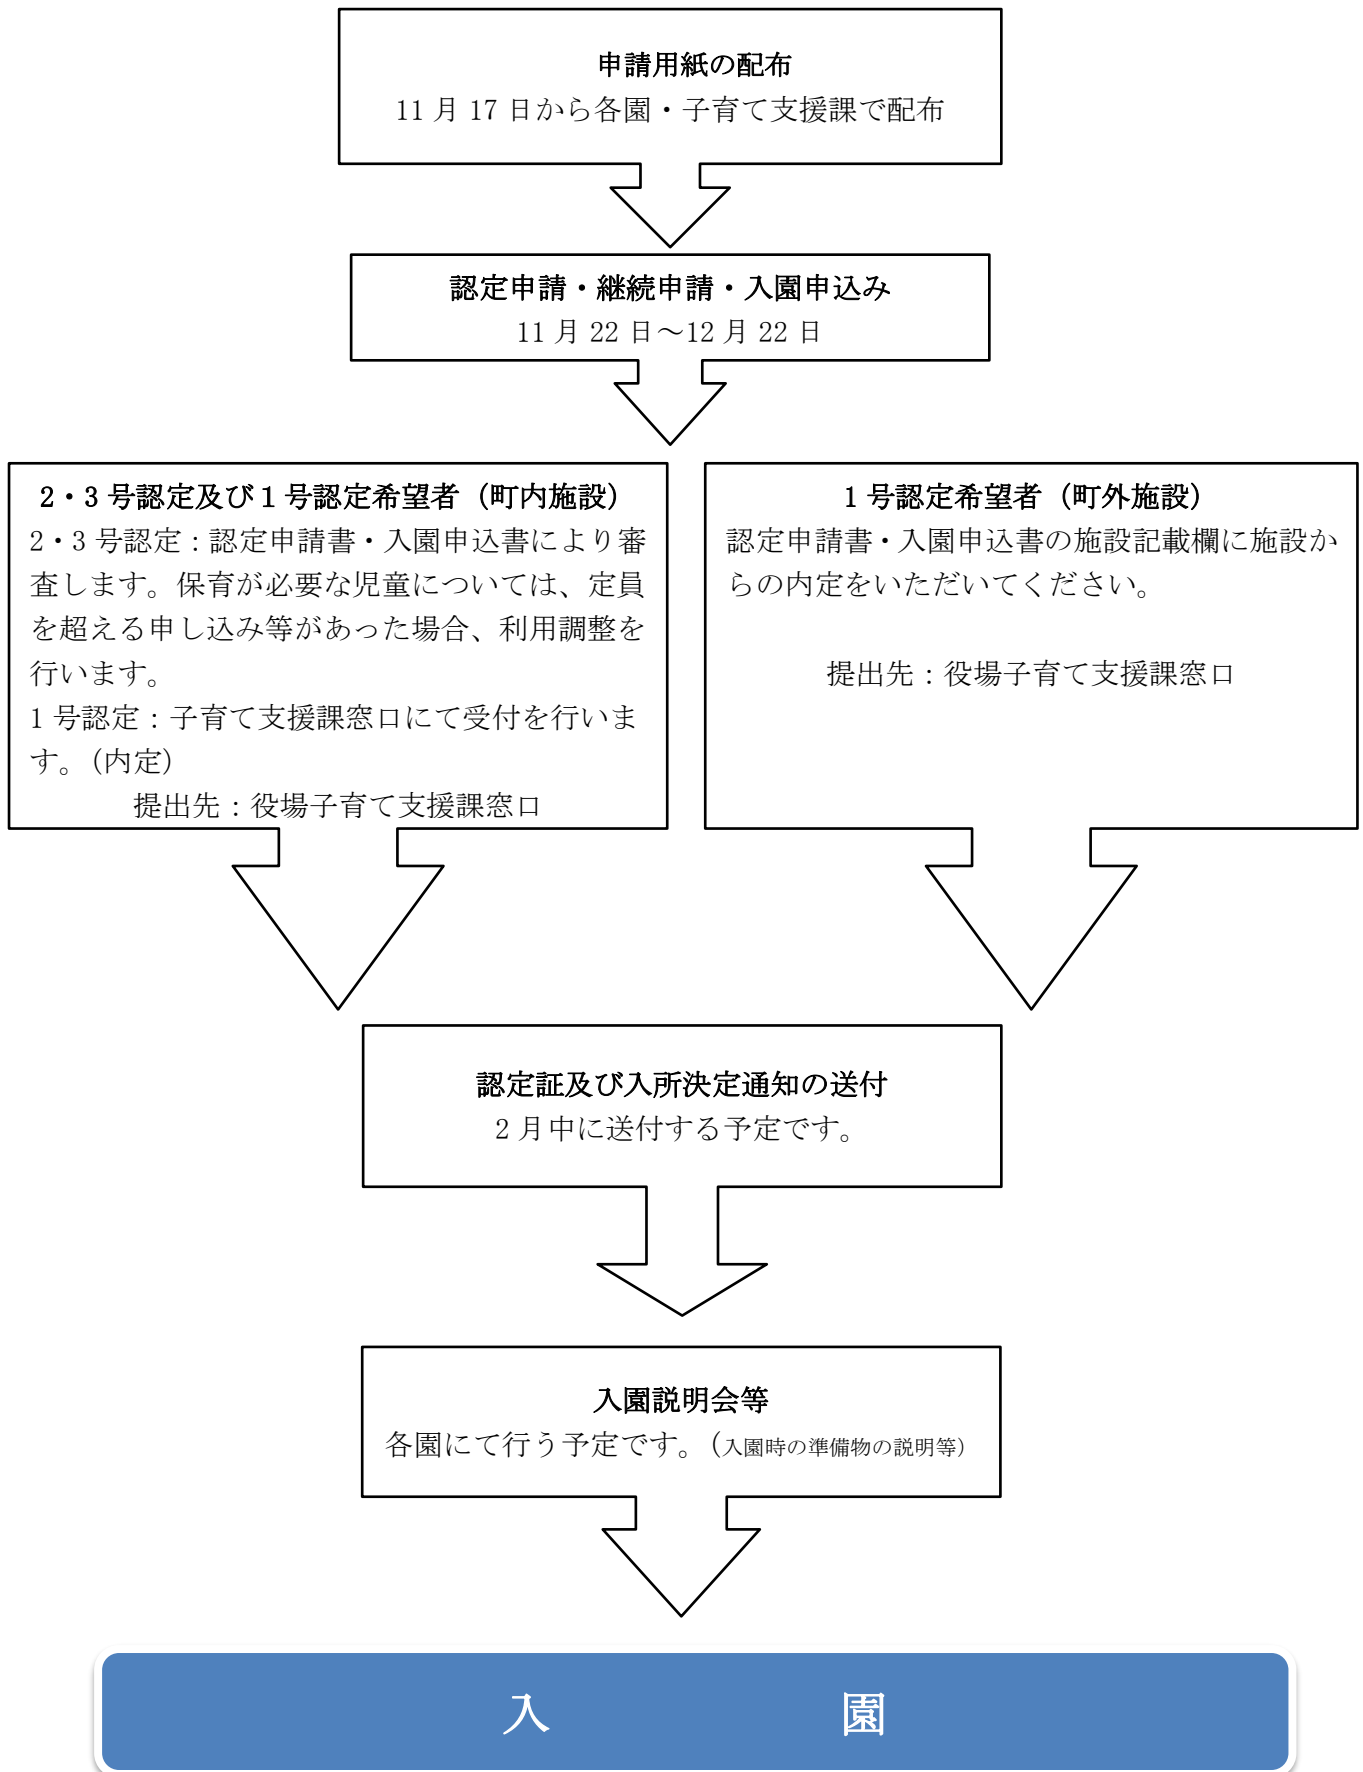 申請用紙の配布
11月17日から各園・子育て支援課で配布
認定申請・継続申請・入園申込み
11月22日～12月22日
2・3号認定及び1号認定希望者（町内施設）
2・3号認定：認定申請書・入園申込書により審
査します。保育が必要な児童については、定員
を超える申し込み等があった場合、利用調整を
行います。
1号認定：子育て支援課窓口にて受付を行いま
す。（内定）
提出先：役場子育て支援課窓口
1号認定希望者（町外施設）
認定申請書・入園申込書の施設記載欄に施設か
らの内定をいただいてください。
提出先：役場子育て支援課窓口
認定証及び入所決定通知の送付
2月中に送付する予定です。
入園説明会等
各園にて行う予定です。（入園時の準備物の説明等）
入　園